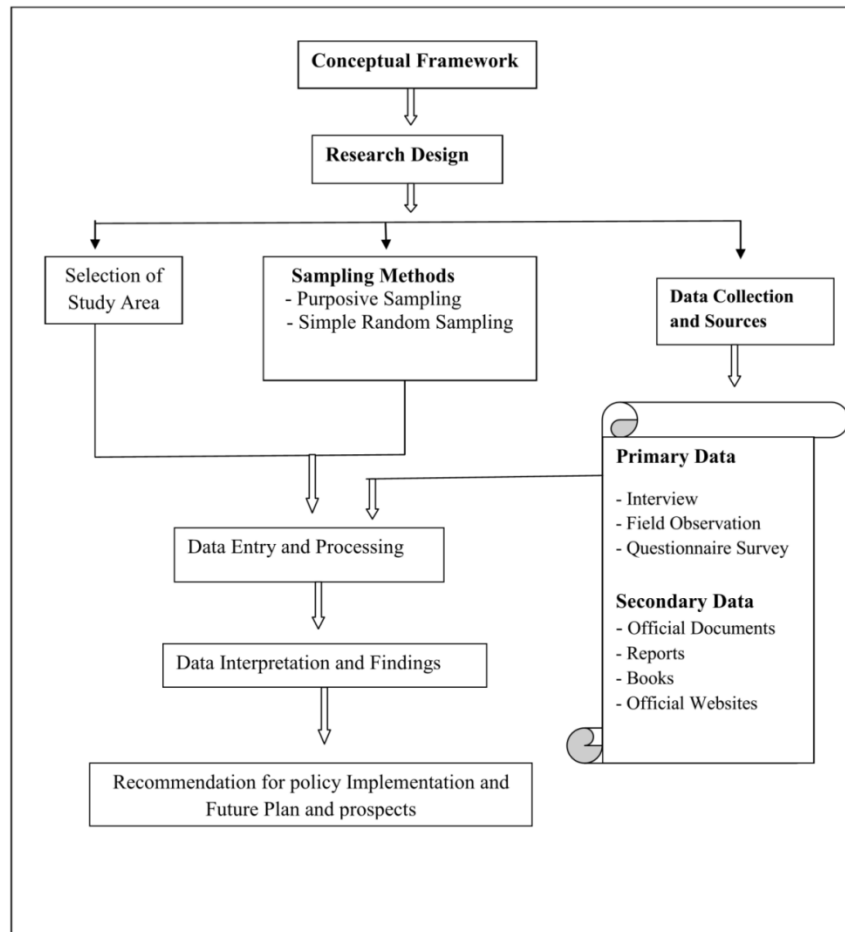 Conceptual Framework
Research Design
Selection of
Study Area
Sampling Methods
- Purposive Sampling
- Simple Random Sampling
Data Collection
and Sources
Primary Data
- Interview
- Field Observation
- Questionnaire Survey
Secondary Data
- Official Documents
- Reports
- Books
- Official Websites
Data Entry and Processing
Data Interpretation and Findings
Recommendation for policy Implementation and
Future Plan and prospects